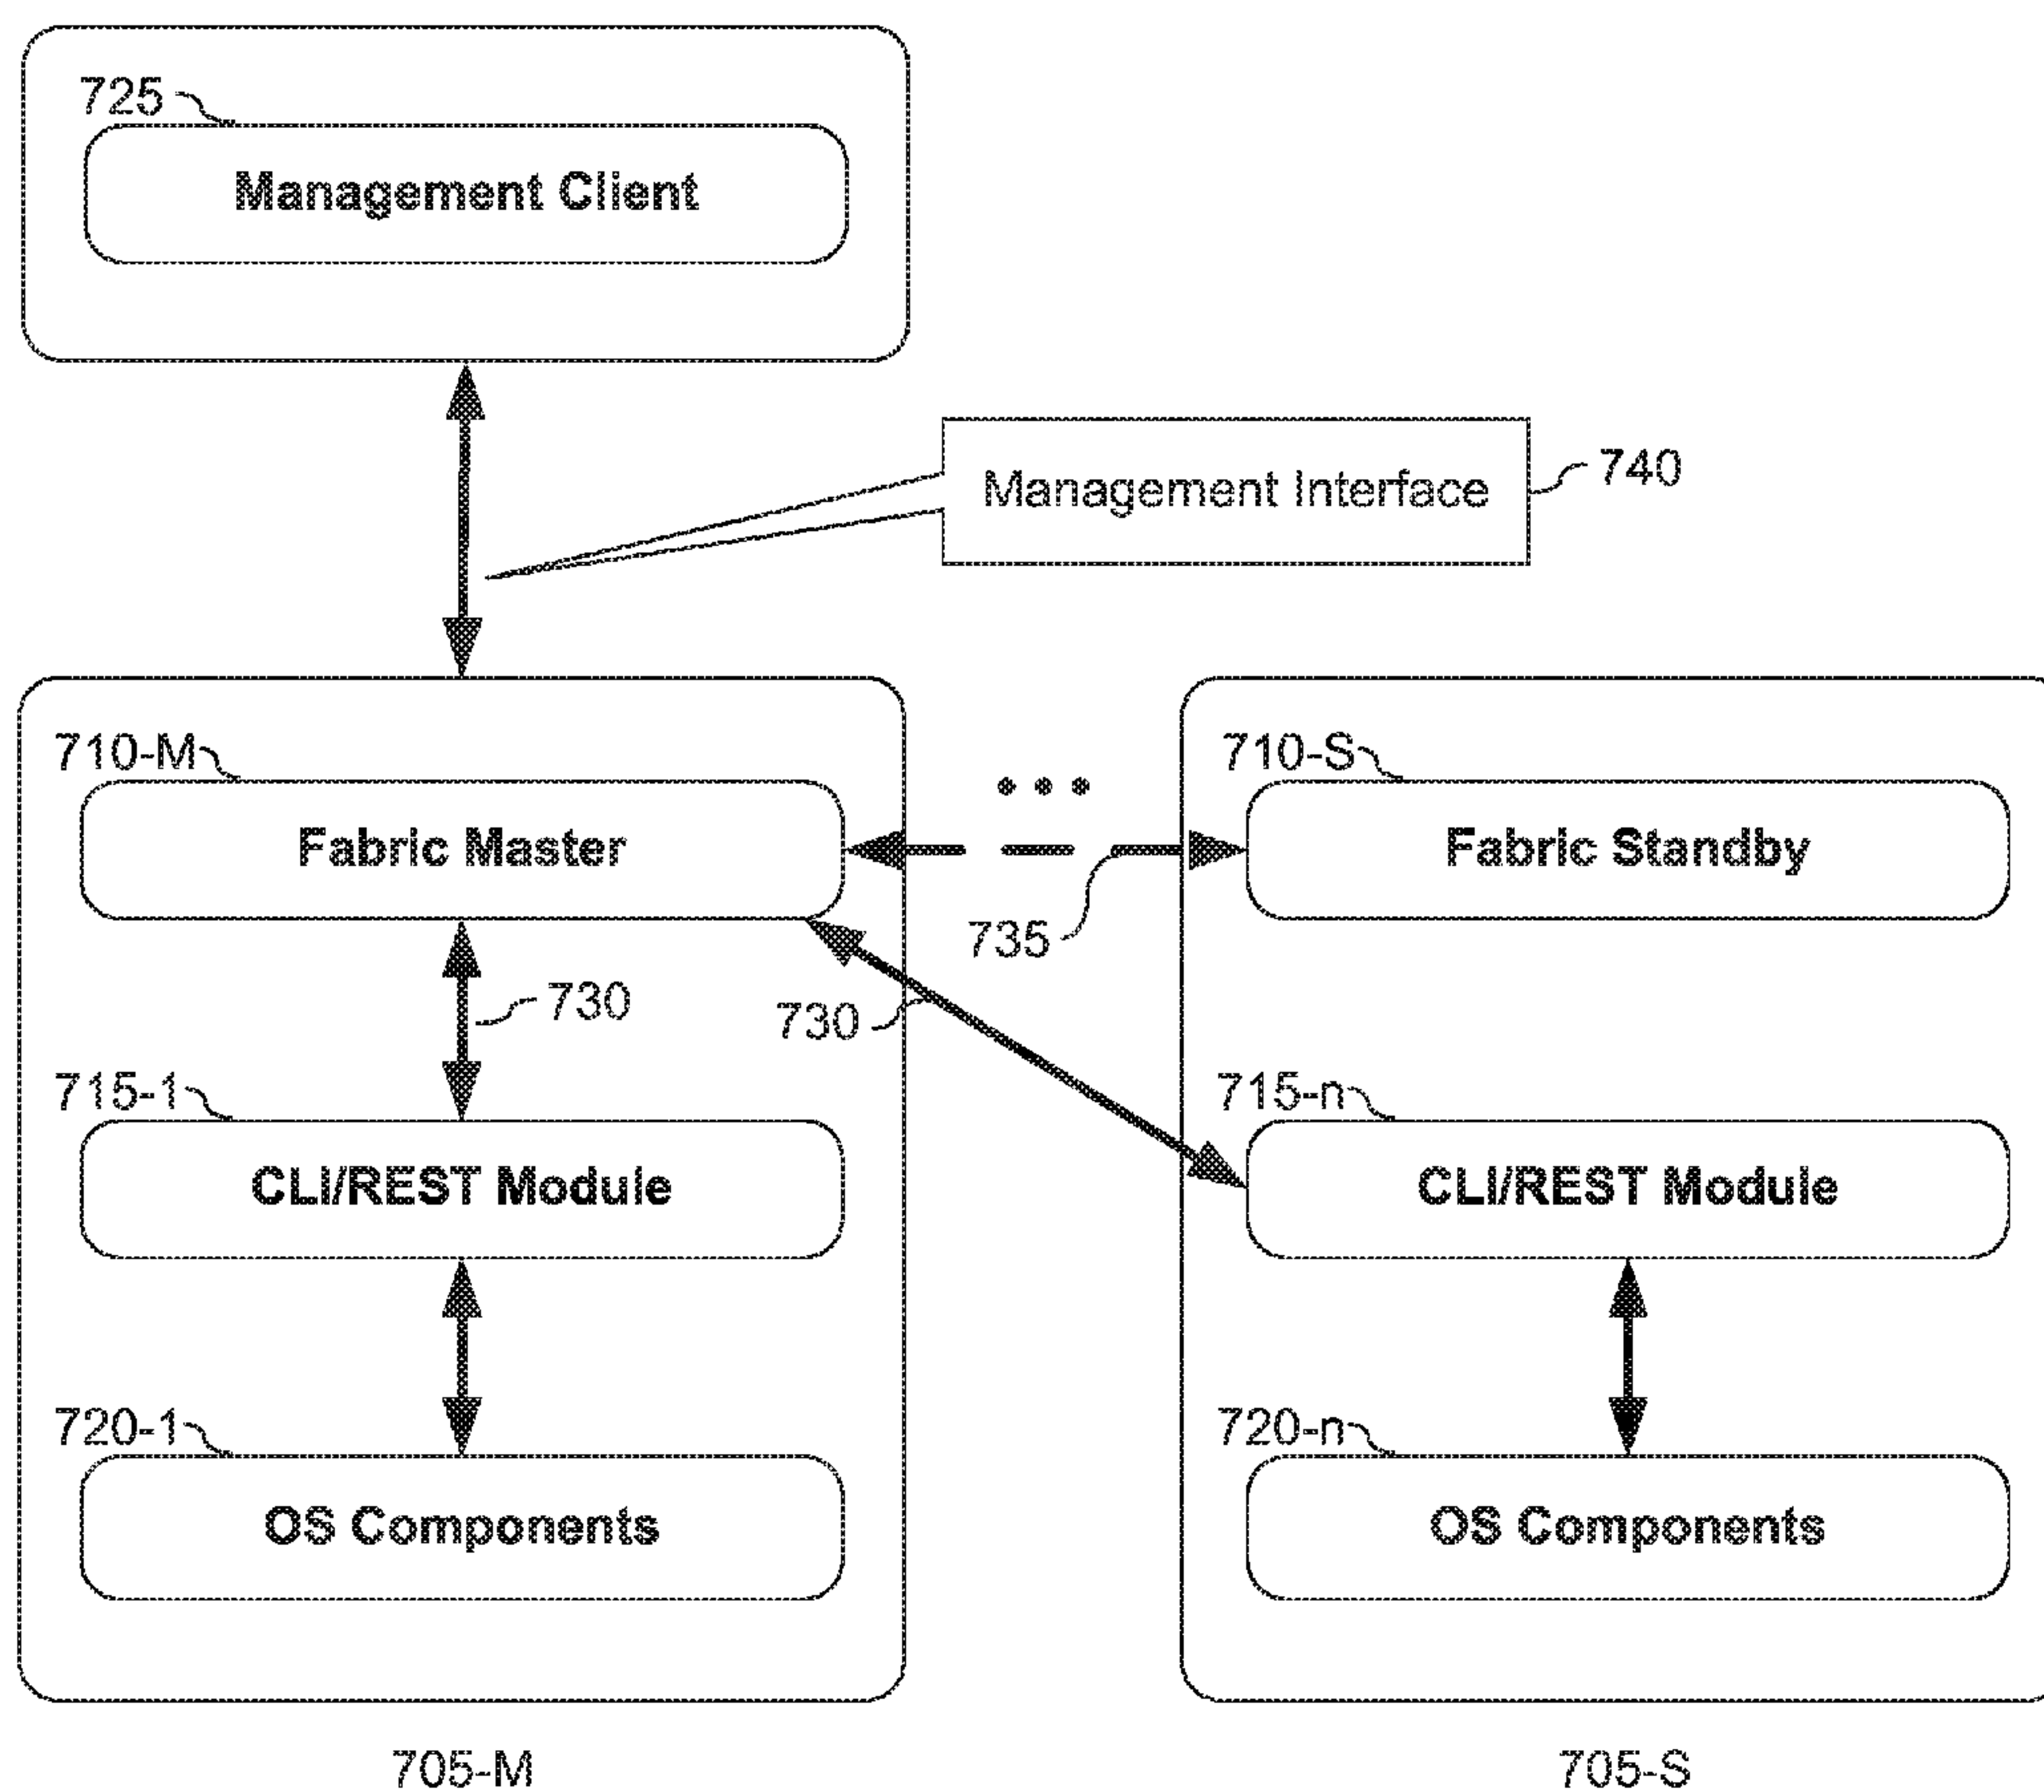 725
Management Client
Management Interface
740
710-M
Fabric Master
710-S
Fabric Standby
735
730
730
715-1
CLI/REST Module
715-n
CLI/REST Module
720-1
OS Components
720-n
OS Components
705-M
705-S